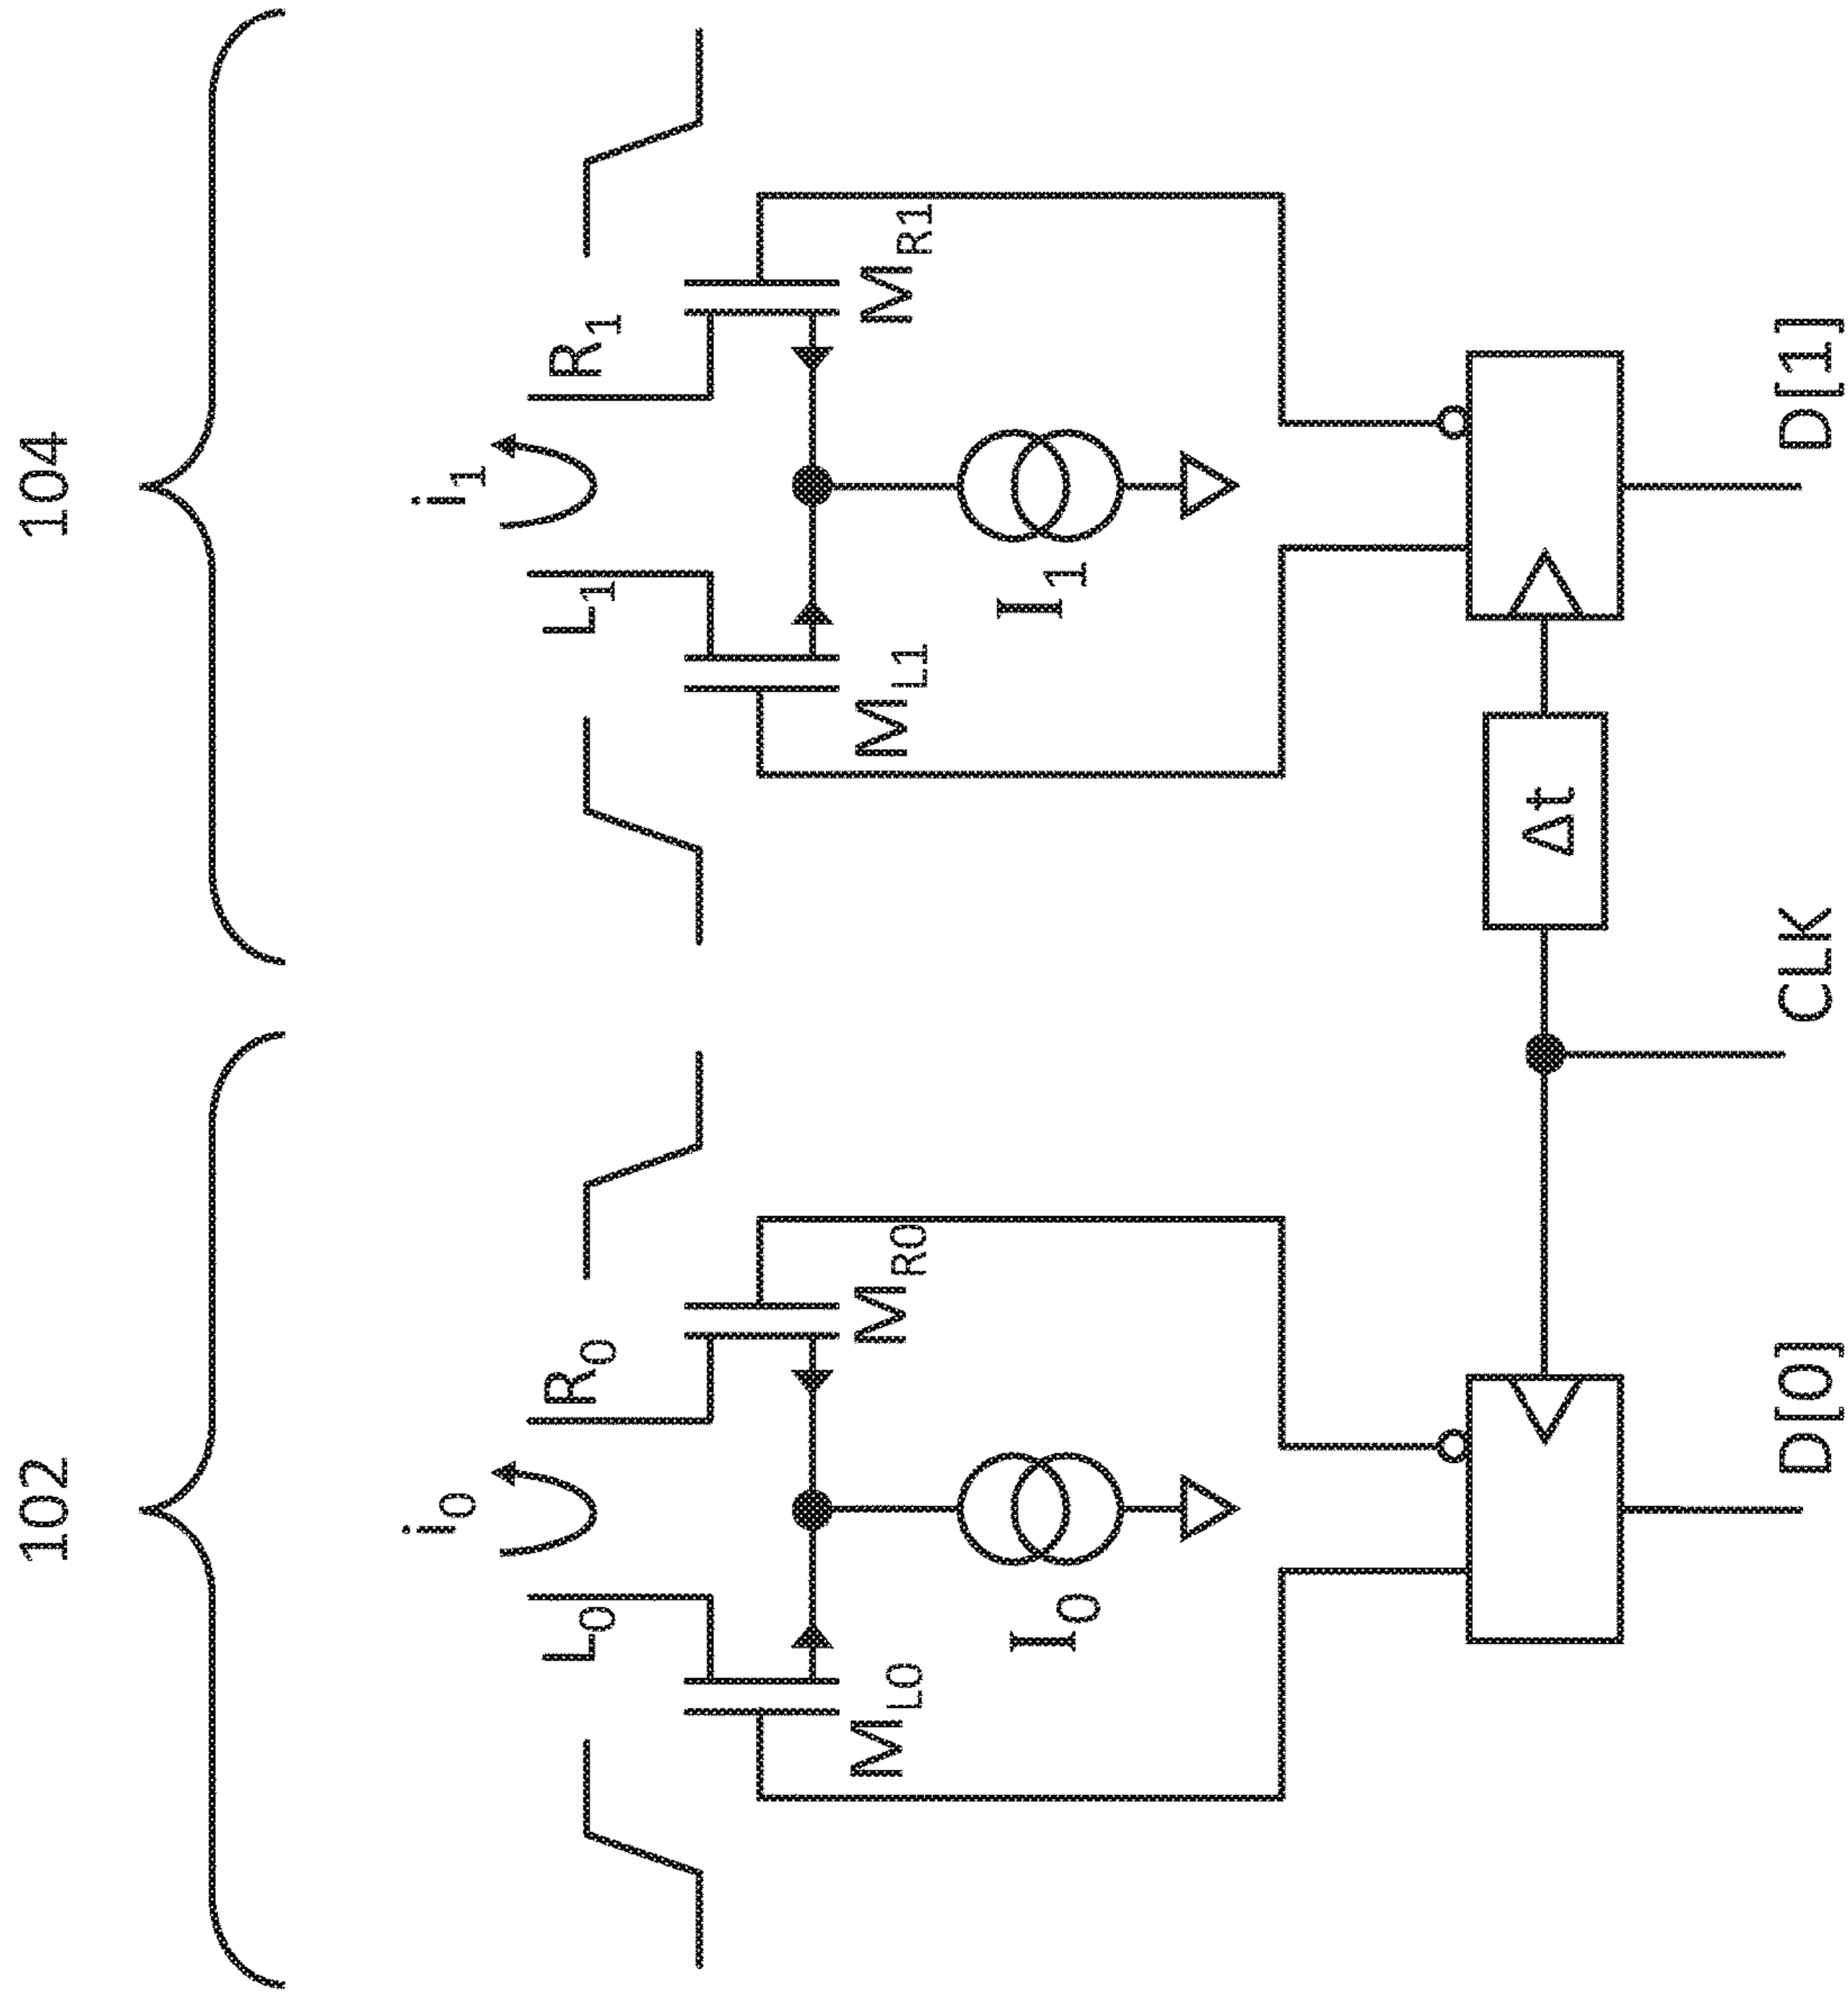 102 104
i0 i1
L0 R0 L1 R1
ML0 MR0 ML1 MR1
I0 I1
Δt
D[0] CLK D[1]